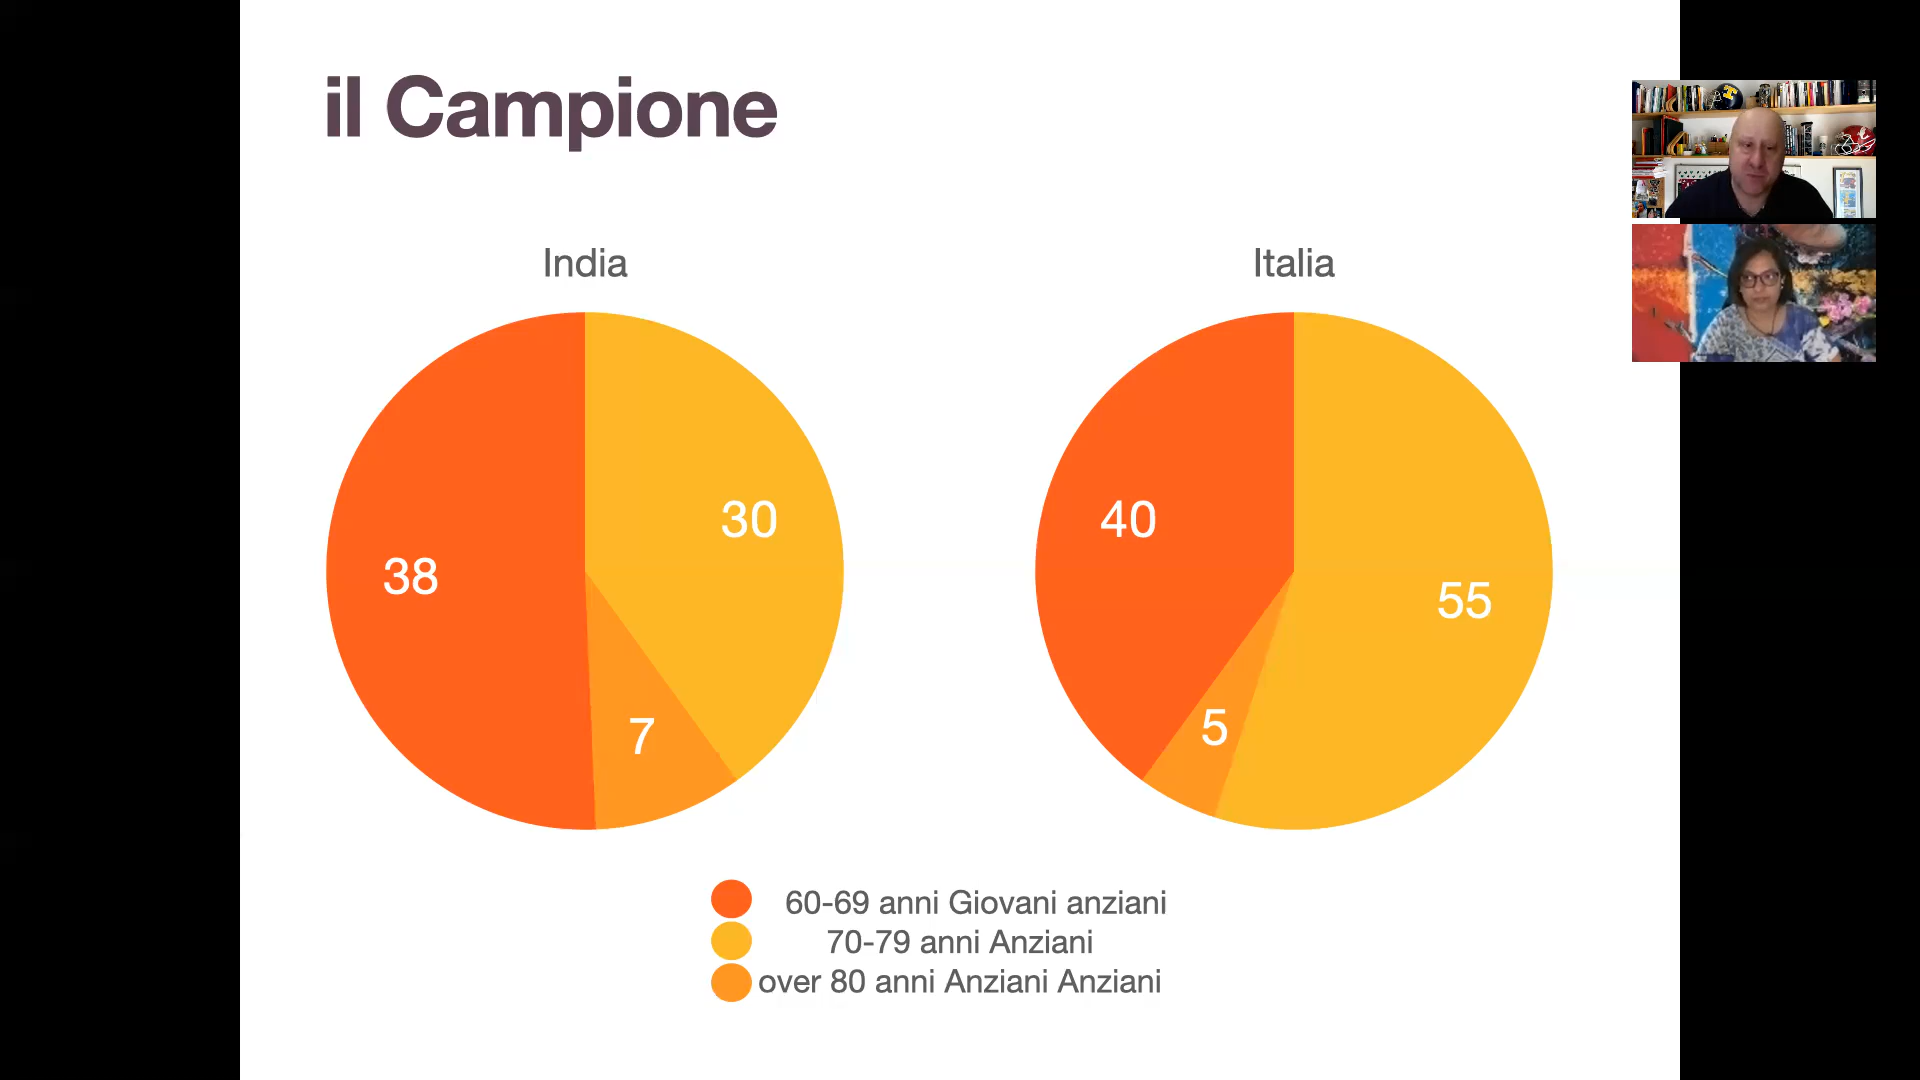 il Campione
India
Italia
30
38
7
40
55
5
60-69 anni Giovani anziani
70-79 anni Anziani
over 80 anni Anziani Anziani